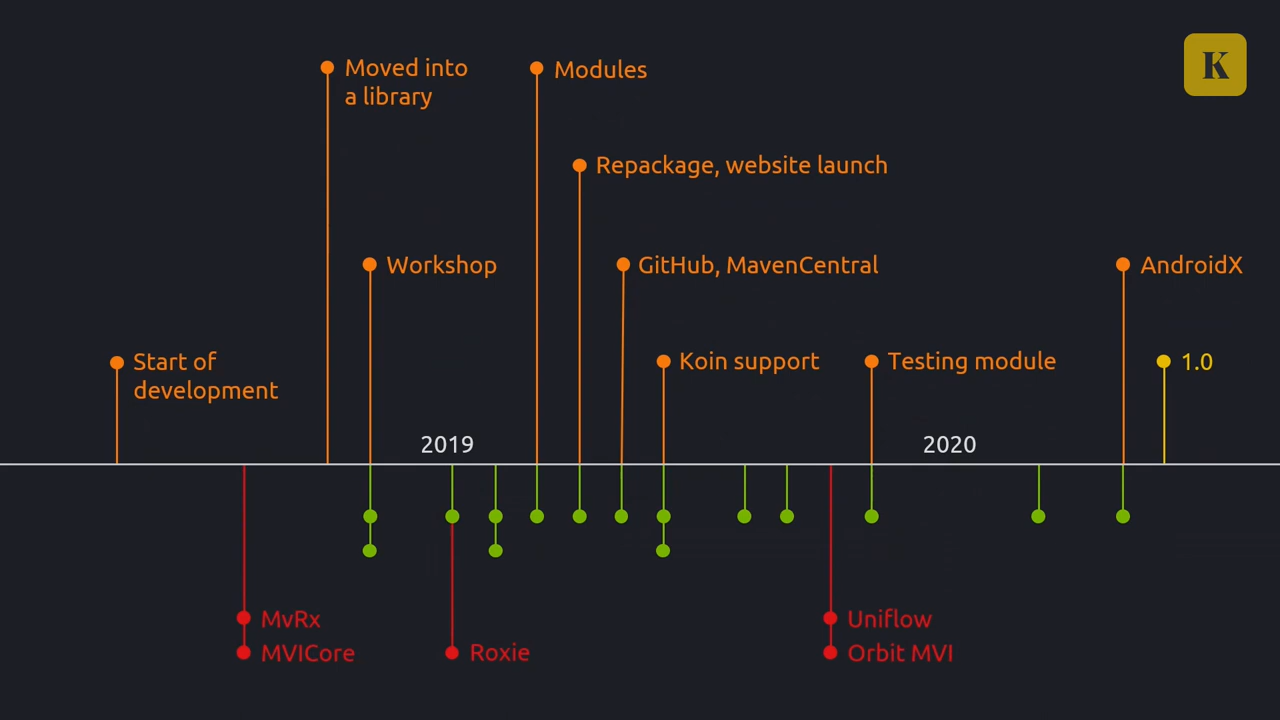 K
Moved into
a library
Modules
Repackage, website launch
Workshop
GitHub, MavenCentral
AndroidX
Start of
development
Koin support
Testing module
1.0
2019
2020
MvRx
MVICore
Roxie
Uniflow
Orbit MVI